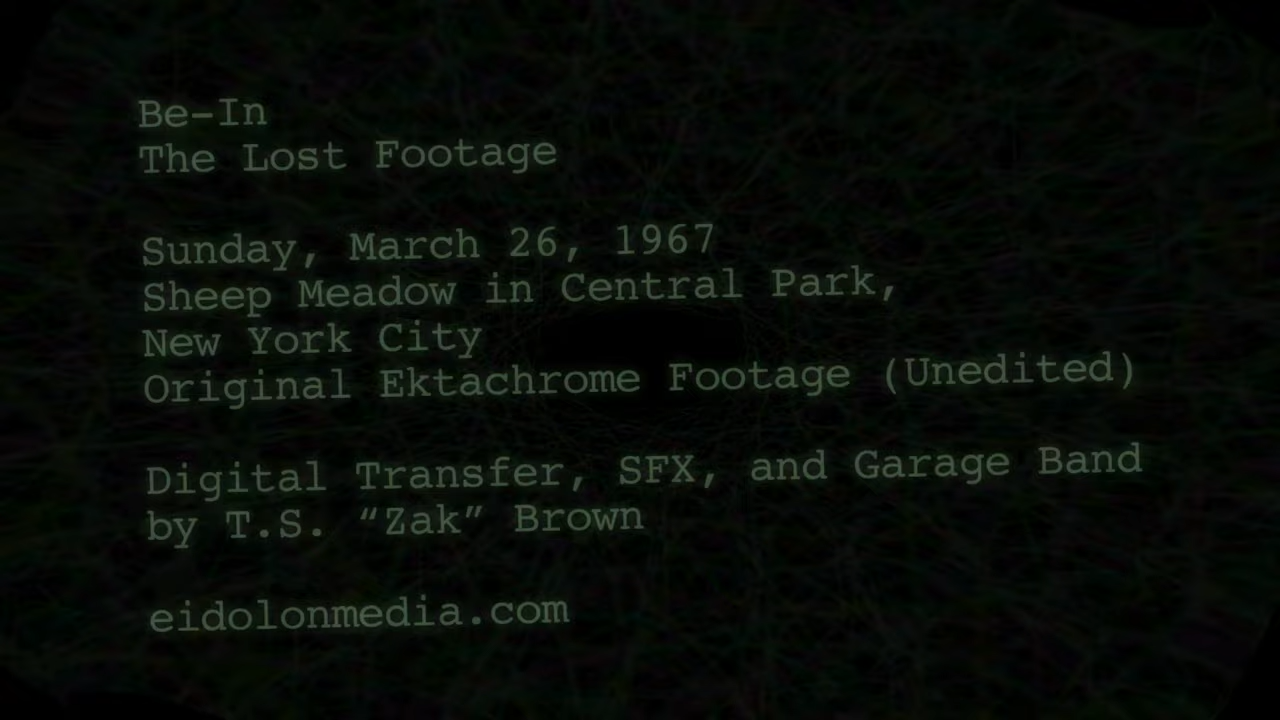 Be-In
The Lost Footage
Sunday, March 26, 1967
Sheep Meadow in Central Park,
New York City
Original Ektachrome Footage (Unedited)
Digital Transfer, SFX, and Garage Band
by T.S. “Zak” Brown
eidolonmedia.com